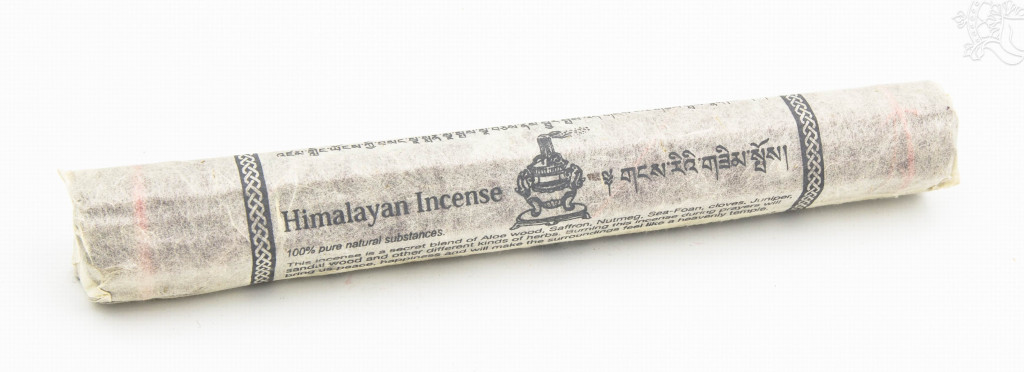 Himalayan Incense
གངས་རིའི་གཟིམ་སྤོས།
100% pure natural substances.
This incense is a secret blend of Aloe wood, Saffron, Nutmeg, Sea-Foan, cloves, Juniper,
sandal wood and other different kinds of herbs. Burning this incense during prayers will
bring us peace, happiness and will make the surroundings feel like a heavenly temple.